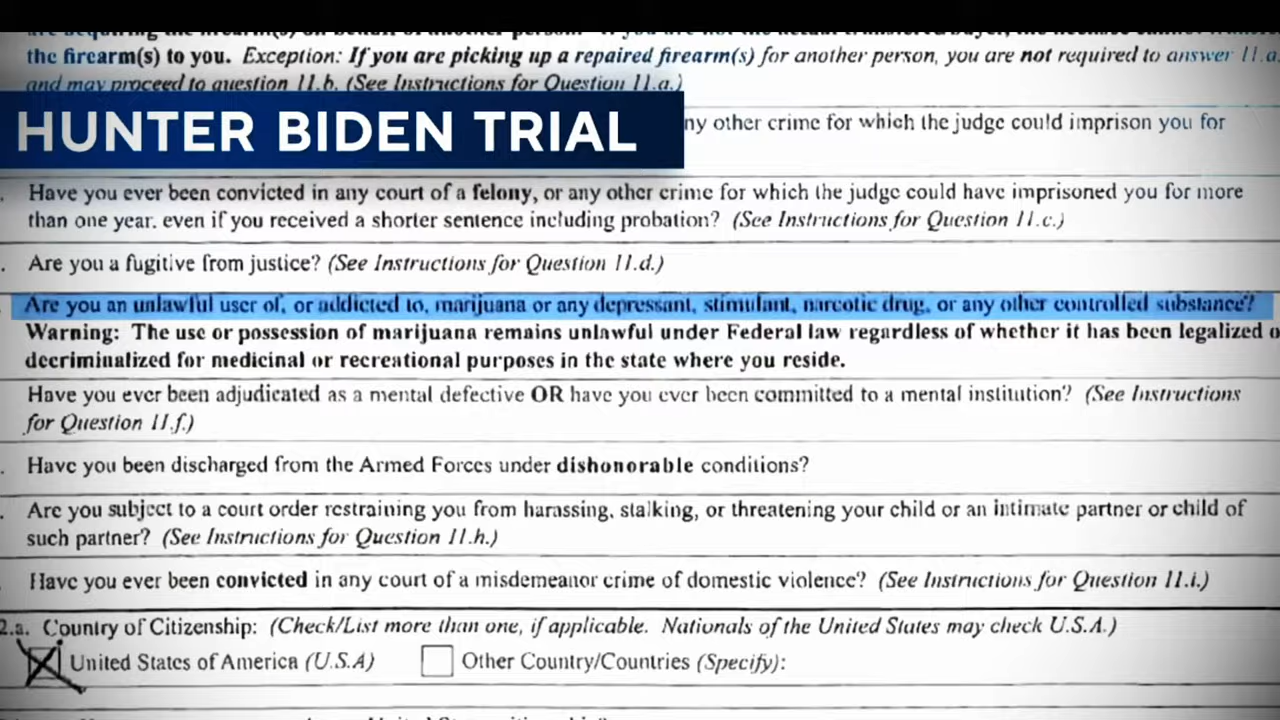 the firearm(s) to you. Exception: If you are picking up a repaired firearm(s) for another person, you are not required to answer 11.a.
and may proceed to question 11.b. (See Instructions for Question 11.a.)
HUNTER BIDEN TRIAL
ny other crime for which the judge could imprison you for
Have you ever been convicted in any court of a felony, or any other crime for which the judge could have imprisoned you for more
than one year, even if you received a shorter sentence including probation? (See Instructions for Question 11.c.)
Are you a fugitive from justice? (See Instructions for Question 11.d.)
Are you an unlawful user of, or addicted to, marijuana or any depressant, stimulant, narcotic drug, or any other controlled substance?
Warning: The use or possession of marijuana remains unlawful under Federal law regardless of whether it has been legalized o
decriminalized for medicinal or recreational purposes in the state where you reside.
Have you ever been adjudicated as a mental defective OR have you ever been committed to a mental institution? (See Instructions
for Question 11.f.)
Have you been discharged from the Armed Forces under dishonorable conditions?
Are you subject to a court order restraining you from harassing, stalking, or threatening your child or an intimate partner or child of
such partner? (See Instructions for Question 11.h.)
Have you ever been convicted in any court of a misdemeanor crime of domestic violence? (See Instructions for Question 11.i.)
2.a. Country of Citizenship: (Check/List more than one, if applicable. Nationals of the United States may check U.S.A.)
United States of America (U.S.A) Other Country/Countries (Specify):